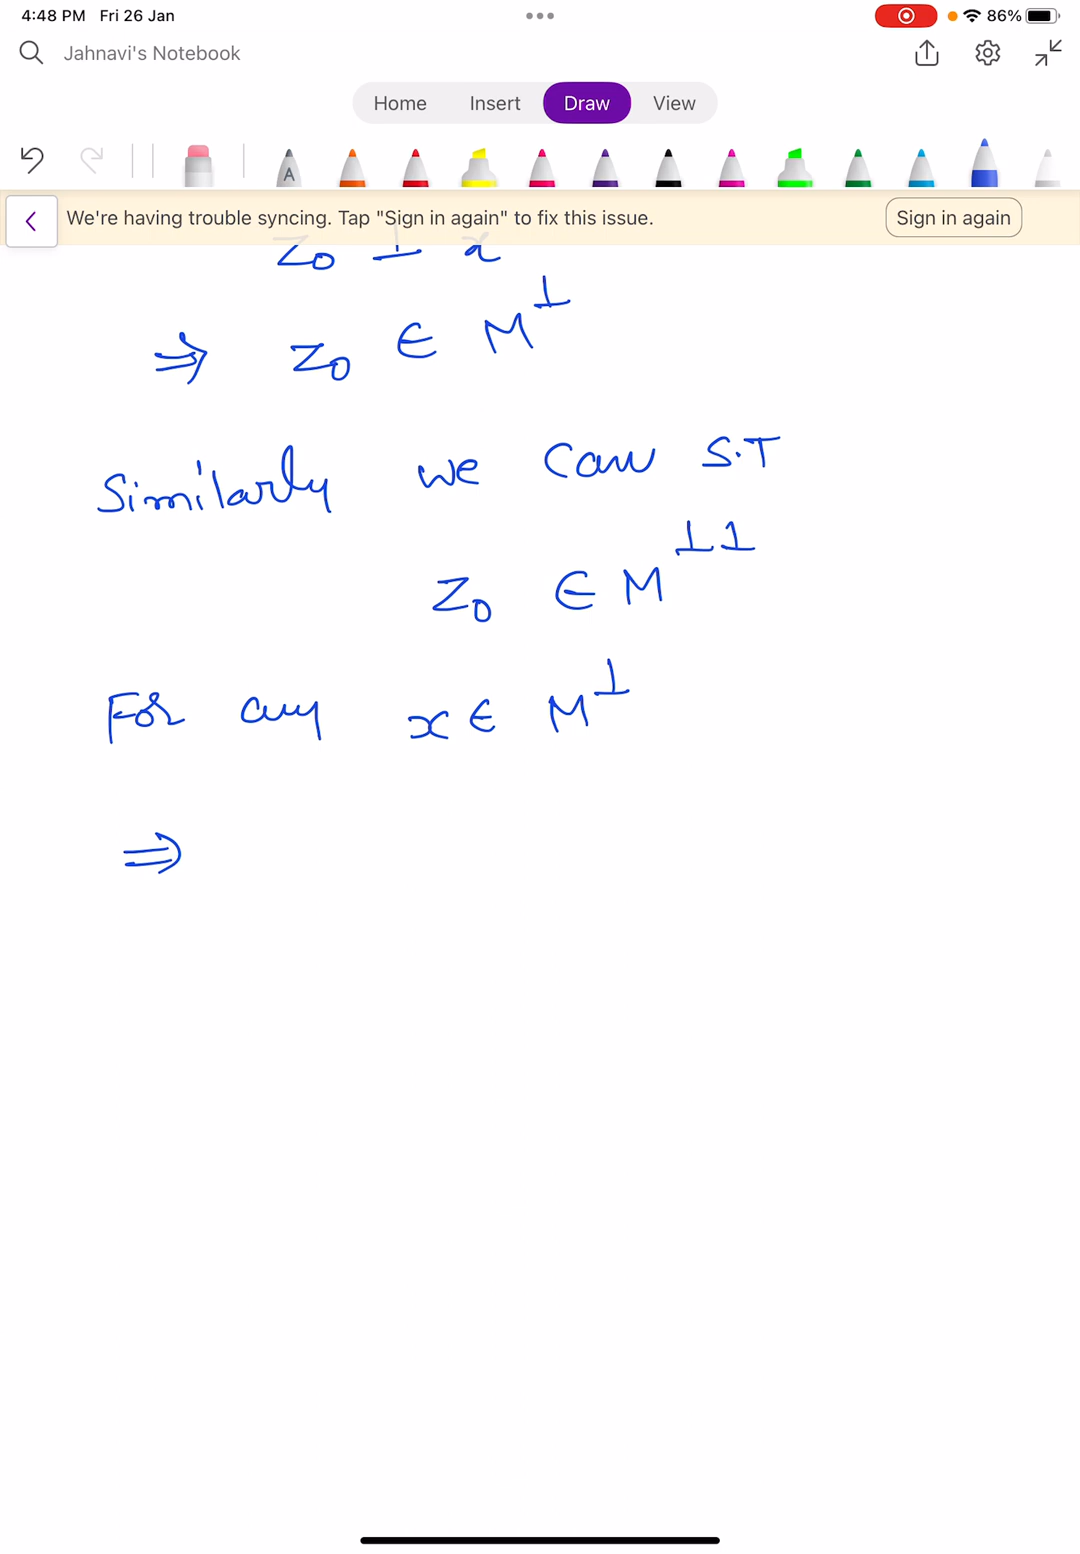 4:48 PM Fri 26 Jan 86%
Jahnavi's Notebook
Home Insert Draw View
A
We're having trouble syncing. Tap "Sign in again" to fix this issue. Sign in again
z₀ ⊥ x
⇒ z₀ ∈ M^⊥
Similarly we can S.T
z₀ ∈ M^⊥⊥
For any x ∈ M^⊥
⇒